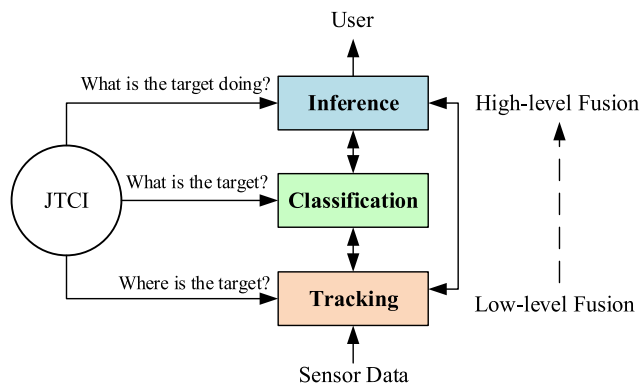 User
What is the target doing?
Inference
High-level Fusion
JTCI
What is the target?
Classification
Where is the target?
Tracking
Low-level Fusion
Sensor Data